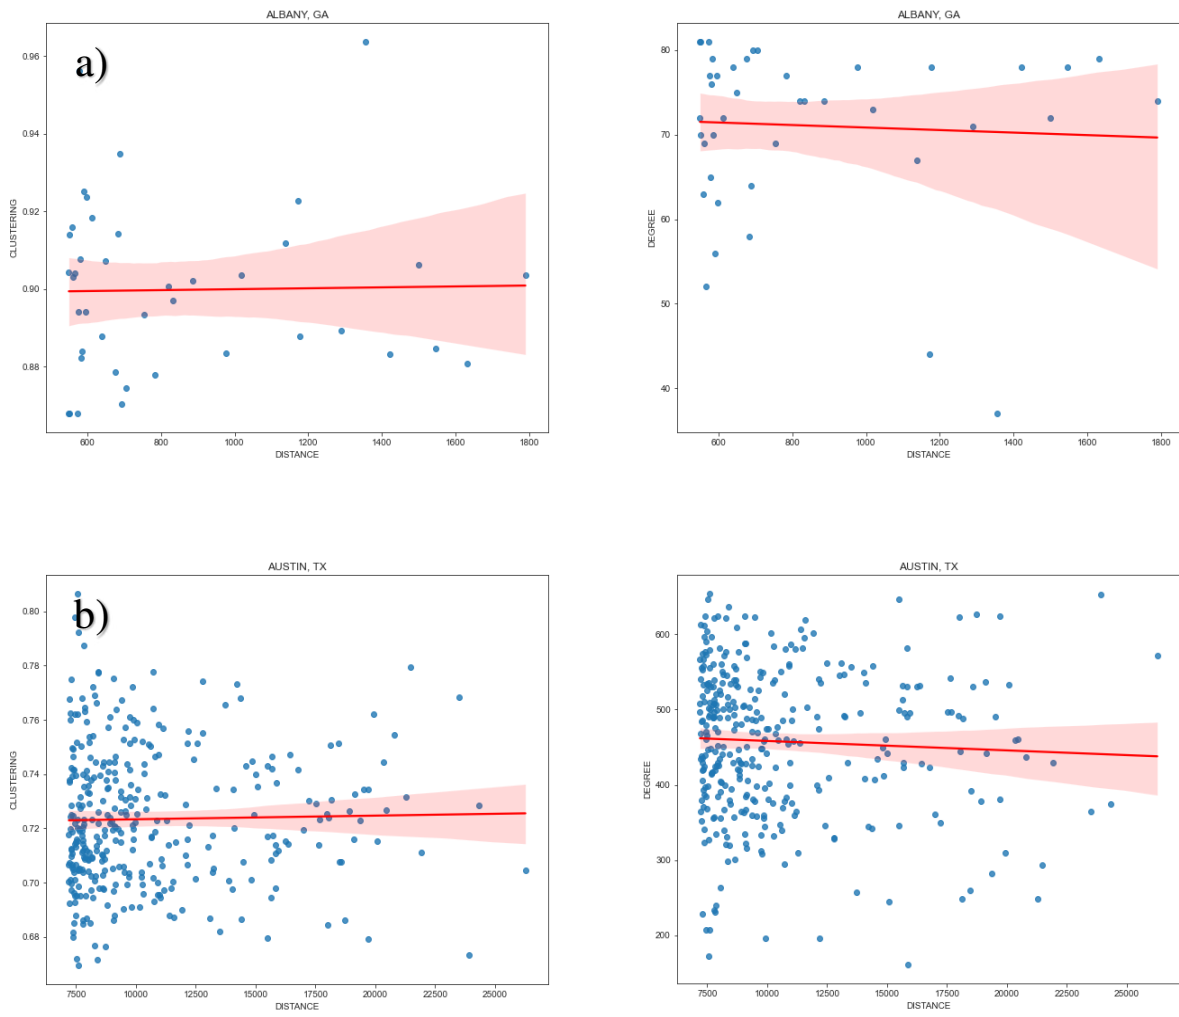 ALBANY, GA
a)
0.96
0.94
0.92
0.90
0.88
CLUSTERING
600 800 1000 1200 1400 1600 1800
DISTANCE
ALBANY, GA
80
70
60
50
40
DEGREE
600 800 1000 1200 1400 1600 1800
DISTANCE
AUSTIN, TX
b)
0.80
0.78
0.76
0.74
0.72
0.70
0.68
CLUSTERING
7500 10000 12500 15000 17500 20000 22500 25000
DISTANCE
AUSTIN, TX
600
500
400
300
200
DEGREE
7500 10000 12500 15000 17500 20000 22500 25000
DISTANCE